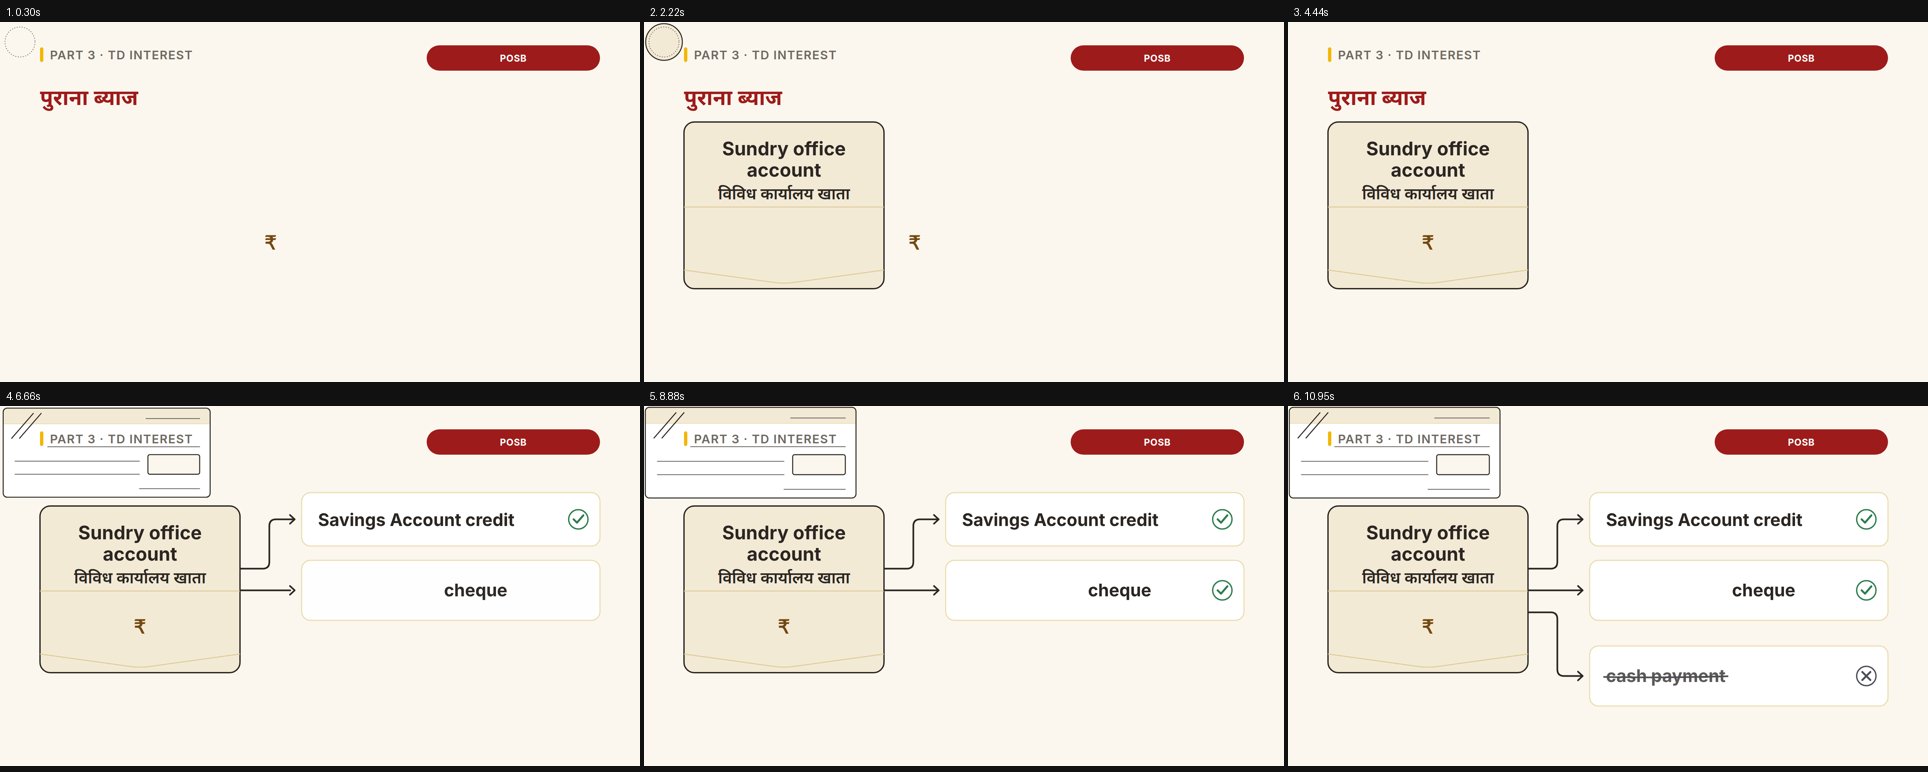 1. 0.30s
PART 3 · TD INTEREST
POSB
पुराना ब्याज
₹
2. 2.22s
PART 3 · TD INTEREST
POSB
पुराना ब्याज
Sundry office
account
विविध कार्यालय खाता
₹
3. 4.44s
PART 3 · TD INTEREST
POSB
पुराना ब्याज
Sundry office
account
विविध कार्यालय खाता
₹
4. 6.66s
PART 3 · TD INTEREST
POSB
Sundry office
account
विविध कार्यालय खाता
₹
Savings Account credit
cheque
5. 8.88s
PART 3 · TD INTEREST
POSB
Sundry office
account
विविध कार्यालय खाता
₹
Savings Account credit
cheque
6. 10.95s
PART 3 · TD INTEREST
POSB
Sundry office
account
विविध कार्यालय खाता
₹
Savings Account credit
cheque
cash payment